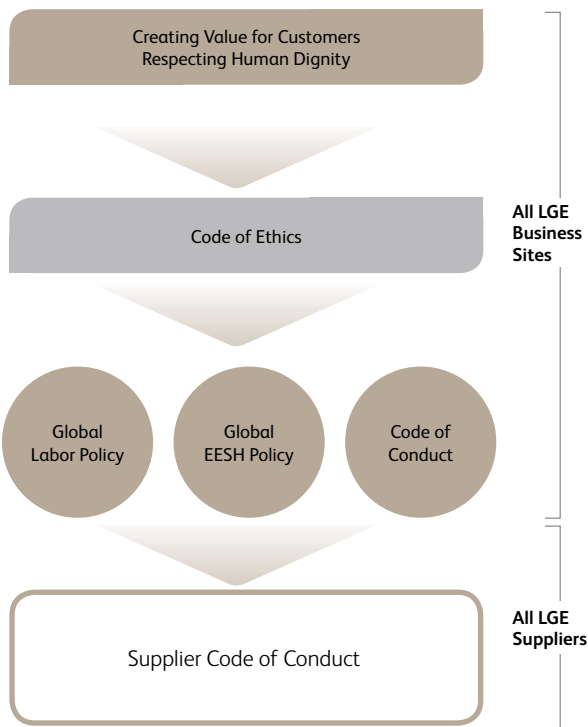 Creating Value for Customers
Respecting Human Dignity
Code of Ethics
All LGE
Business
Sites
Global
Labor Policy
Global
EESH Policy
Code of
Conduct
Supplier Code of Conduct
All LGE
Suppliers